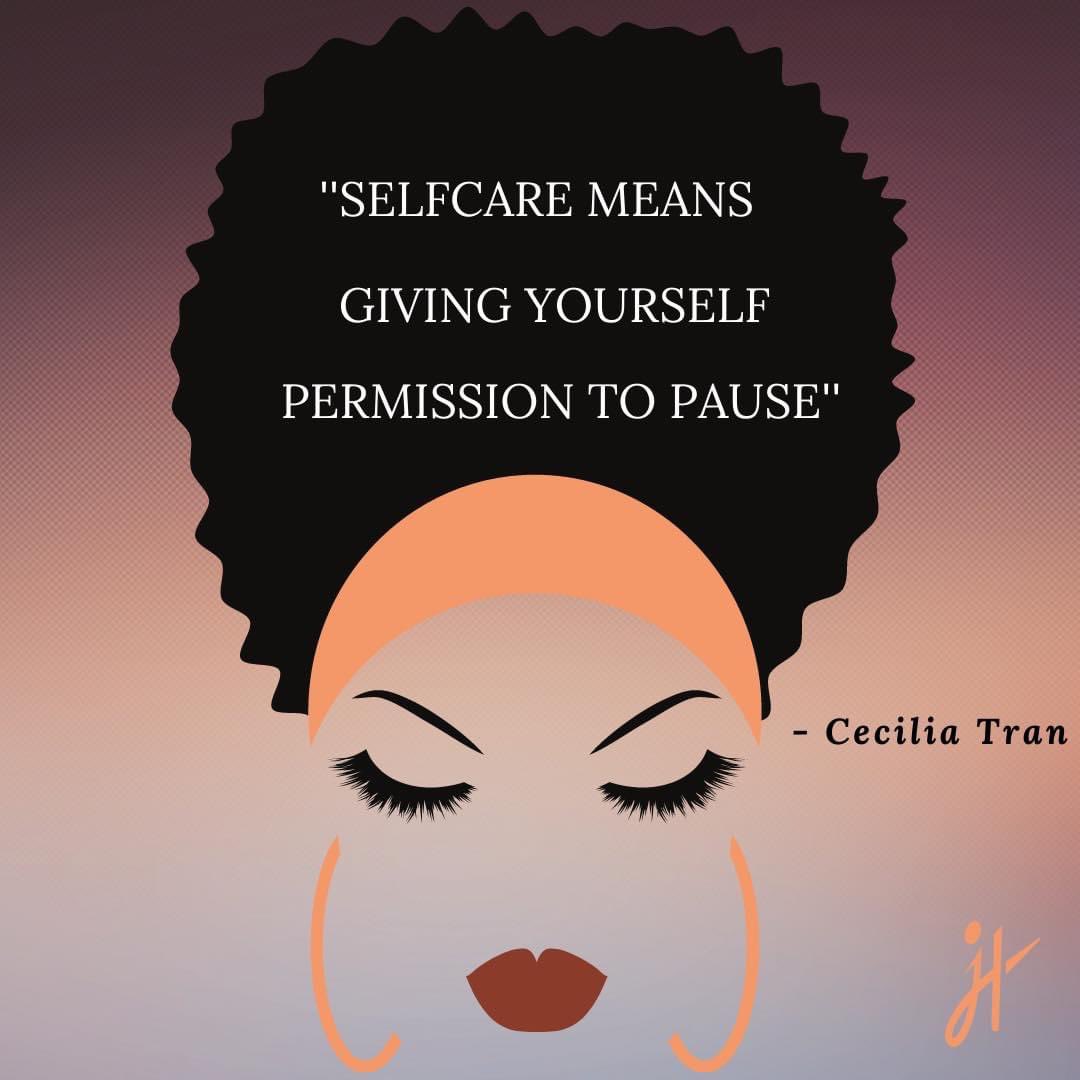 "SELFCARE MEANS
GIVING YOURSELF
PERMISSION TO PAUSE"
- Cecilia Tran